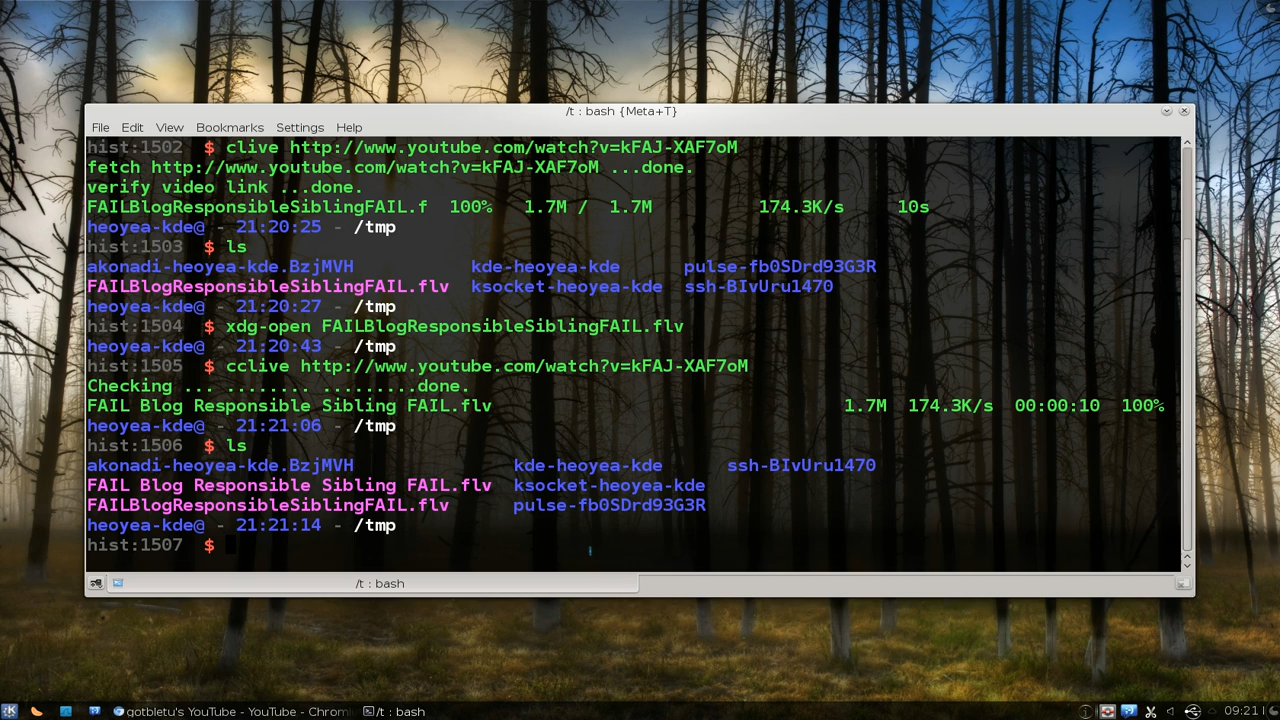 /t : bash {Meta+T}
File Edit View Bookmarks Settings Help
hist:1502 $ clive http://www.youtube.com/watch?v=kFAJ-XAF7oM
fetch http://www.youtube.com/watch?v=kFAJ-XAF7oM ...done.
verify video link ...done.
FAILBlogResponsibleSiblingFAIL.f 100% 1.7M / 1.7M 174.3K/s 10s
heoyea-kde@ - 21:20:25 - /tmp
hist:1503 $ ls
akonadi-heoyea-kde.BzjMVH kde-heoyea-kde pulse-fb0SDrd93G3R
FAILBlogResponsibleSiblingFAIL.flv ksocket-heoyea-kde ssh-BIvUru1470
heoyea-kde@ - 21:20:27 - /tmp
hist:1504 $ xdg-open FAILBlogResponsibleSiblingFAIL.flv
heoyea-kde@ - 21:20:43 - /tmp
hist:1505 $ cclive http://www.youtube.com/watch?v=kFAJ-XAF7oM
Checking ... ........ .........done.
FAIL Blog Responsible Sibling FAIL.flv 1.7M 174.3K/s 00:00:10 100%
heoyea-kde@ - 21:21:06 - /tmp
hist:1506 $ ls
akonadi-heoyea-kde.BzjMVH kde-heoyea-kde ssh-BIvUru1470
FAIL Blog Responsible Sibling FAIL.flv ksocket-heoyea-kde
FAILBlogResponsibleSiblingFAIL.flv pulse-fb0SDrd93G3R
heoyea-kde@ - 21:21:14 - /tmp
hist:1507 $
/t : bash
gotbletu's YouTube - YouTube - Chromi /t : bash 09:21